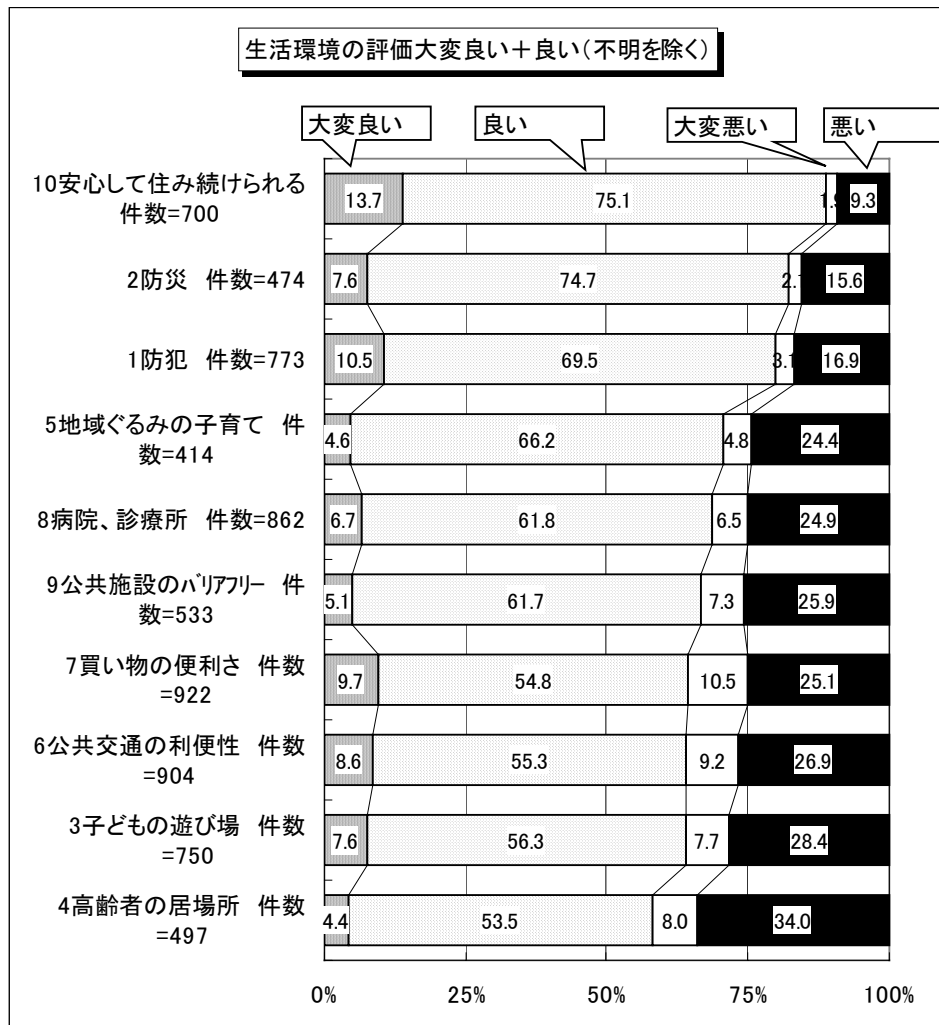 生活環境の評価大変良い＋良い(不明を除く)
大変良い 良い 大変悪い 悪い
10安心して住み続けられる
件数=700
13.7 75.1 1.9 9.3
2防災　件数=474
7.6 74.7 2.1 15.6
1防犯　件数=773
10.5 69.5 3.1 16.9
5地域ぐるみの子育て　件
数=414
4.6 66.2 4.8 24.4
8病院、診療所　件数=862
6.7 61.8 6.5 24.9
9公共施設のﾊﾞﾘｱﾌﾘｰ　件
数=533
5.1 61.7 7.3 25.9
7買い物の便利さ　件数
=922
9.7 54.8 10.5 25.1
6公共交通の利便性　件数
=904
8.6 55.3 9.2 26.9
3子どもの遊び場　件数
=750
7.6 56.3 7.7 28.4
4高齢者の居場所　件数
=497
4.4 53.5 8.0 34.0
0% 25% 50% 75% 100%